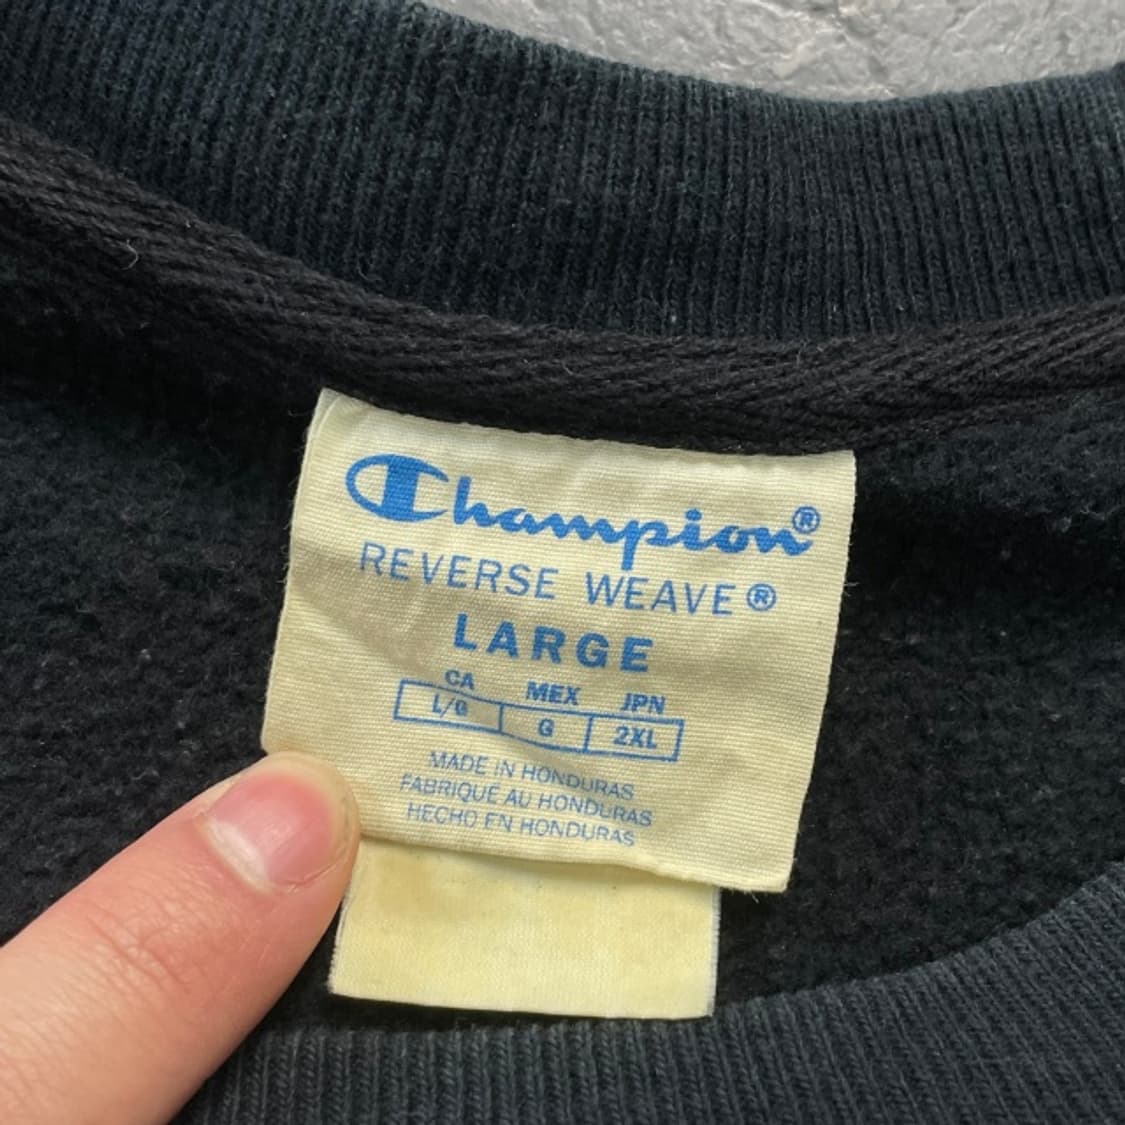 Champion®
REVERSE WEAVE®
LARGE
CA MEX JPN
L/G G 2XL
MADE IN HONDURAS
FABRIQUÉ AU HONDURAS
HECHO EN HONDURAS